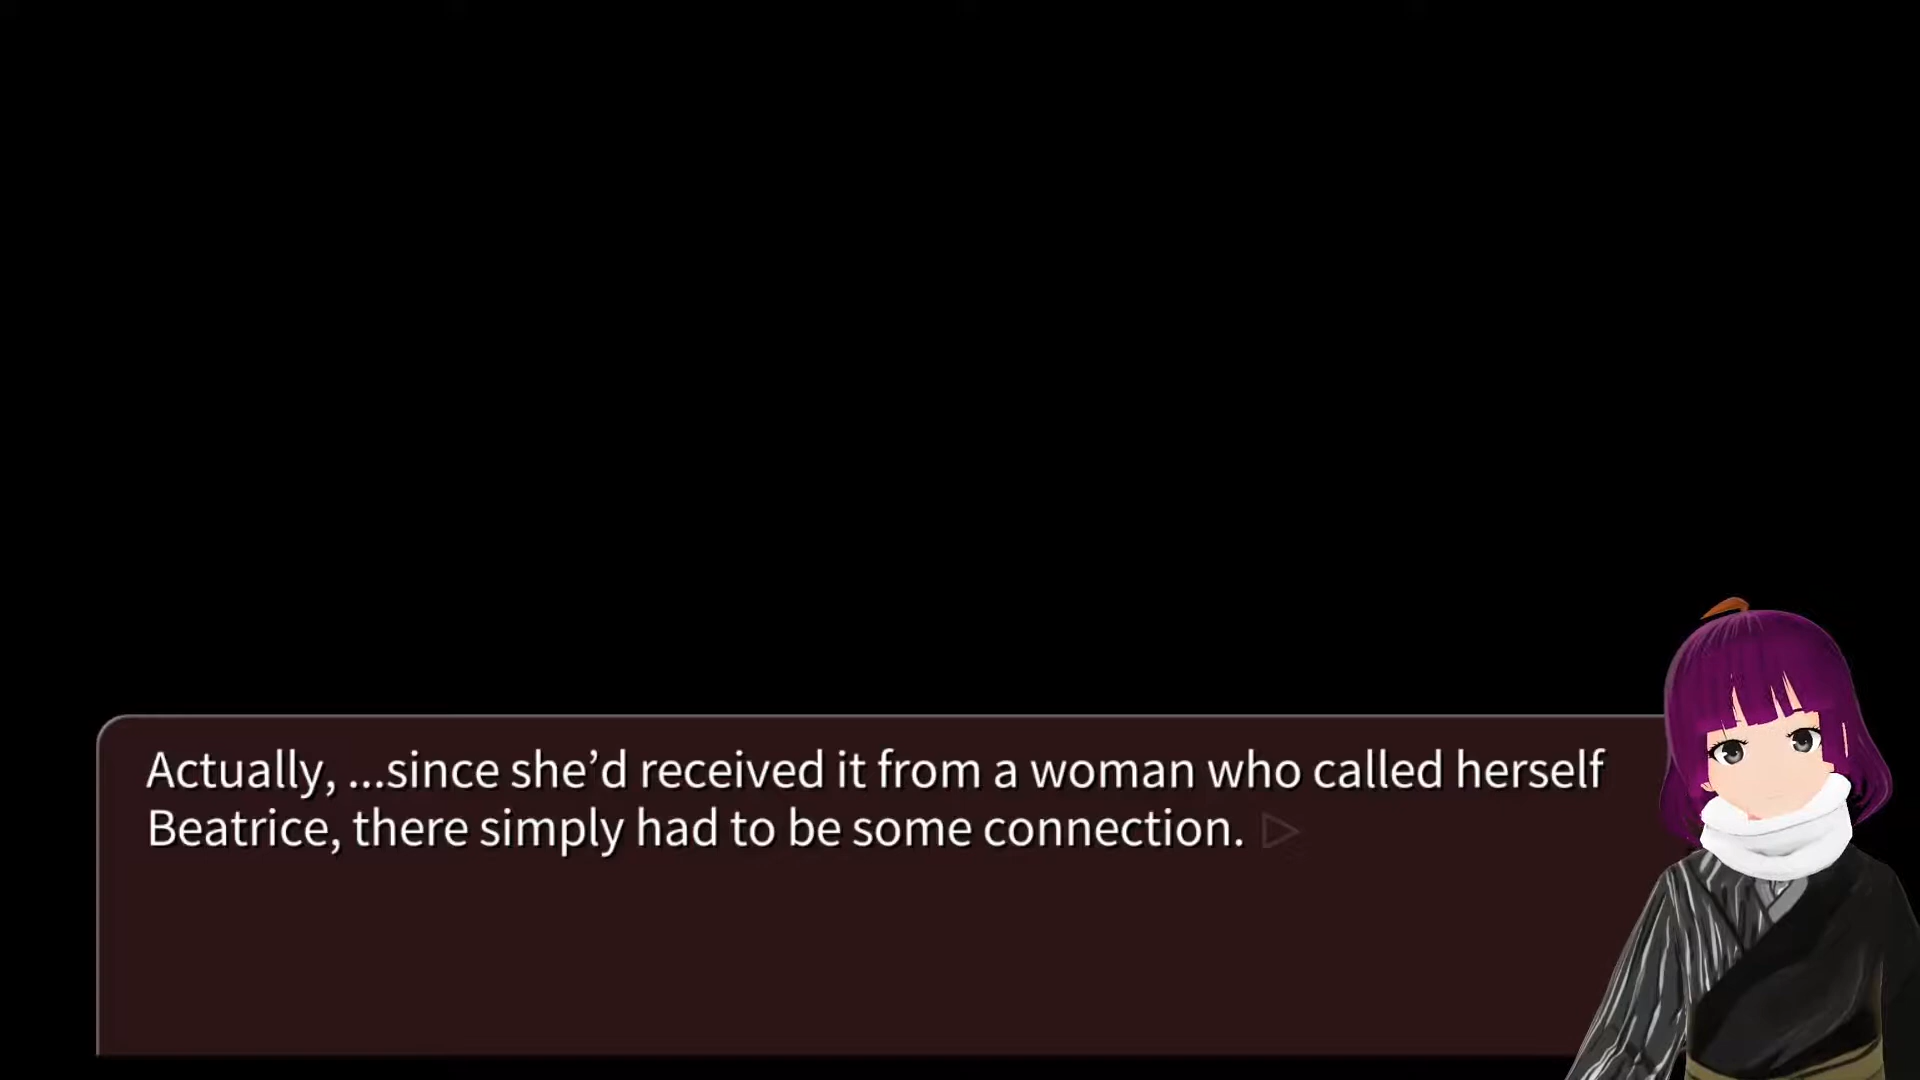 Actually, ...since she’d received it from a woman who called herself
Beatrice, there simply had to be some connection.